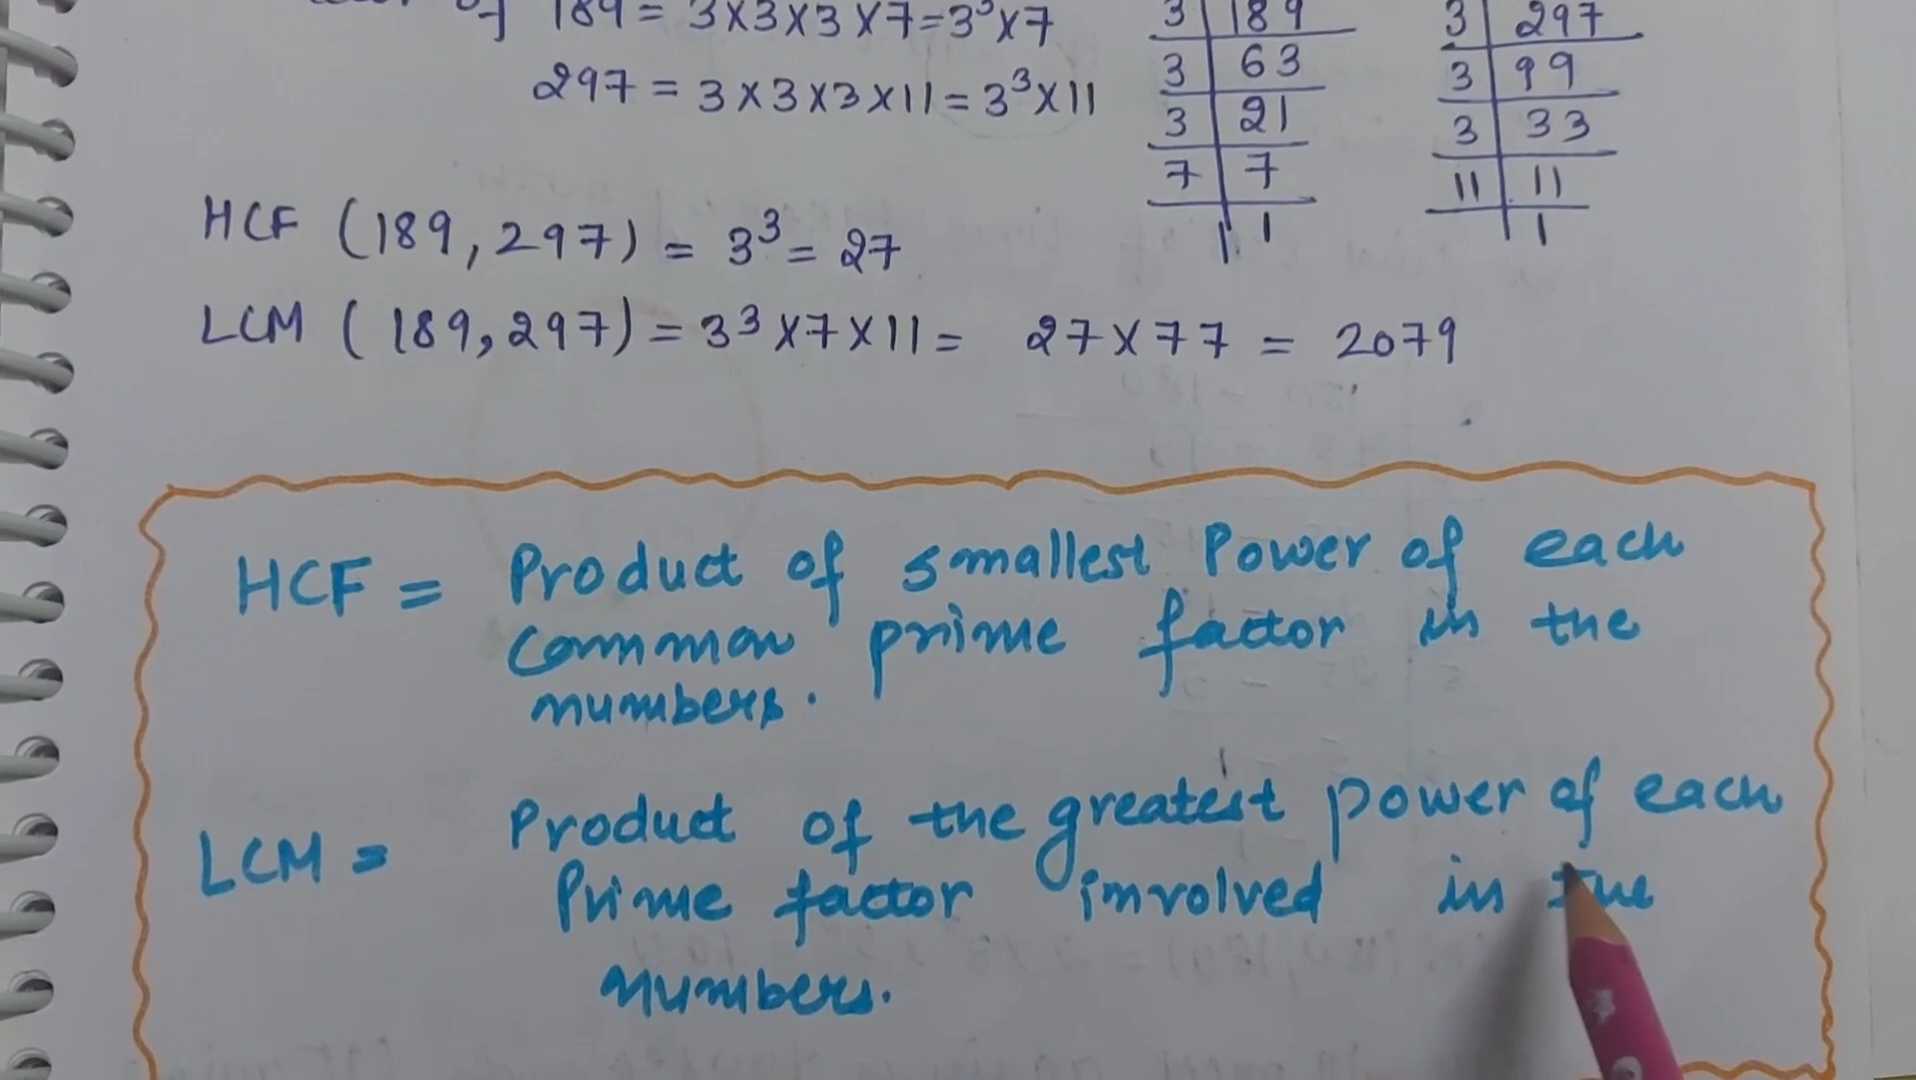 of 189 = 3×3×3×7=3³×7
297 = 3×3×3×11=3³×11
3 189
3 63
3 21
7 7
1
3 297
3 99
3 33
11 11
1
HCF (189,297) = 3³ = 27
LCM (189,297) = 3³×7×11 = 27×77 = 2079
HCF = Product of smallest Power of each
common prime factor in the
numbers.
LCM = Product of the greatest power of each
Prime factor involved in the
numbers.